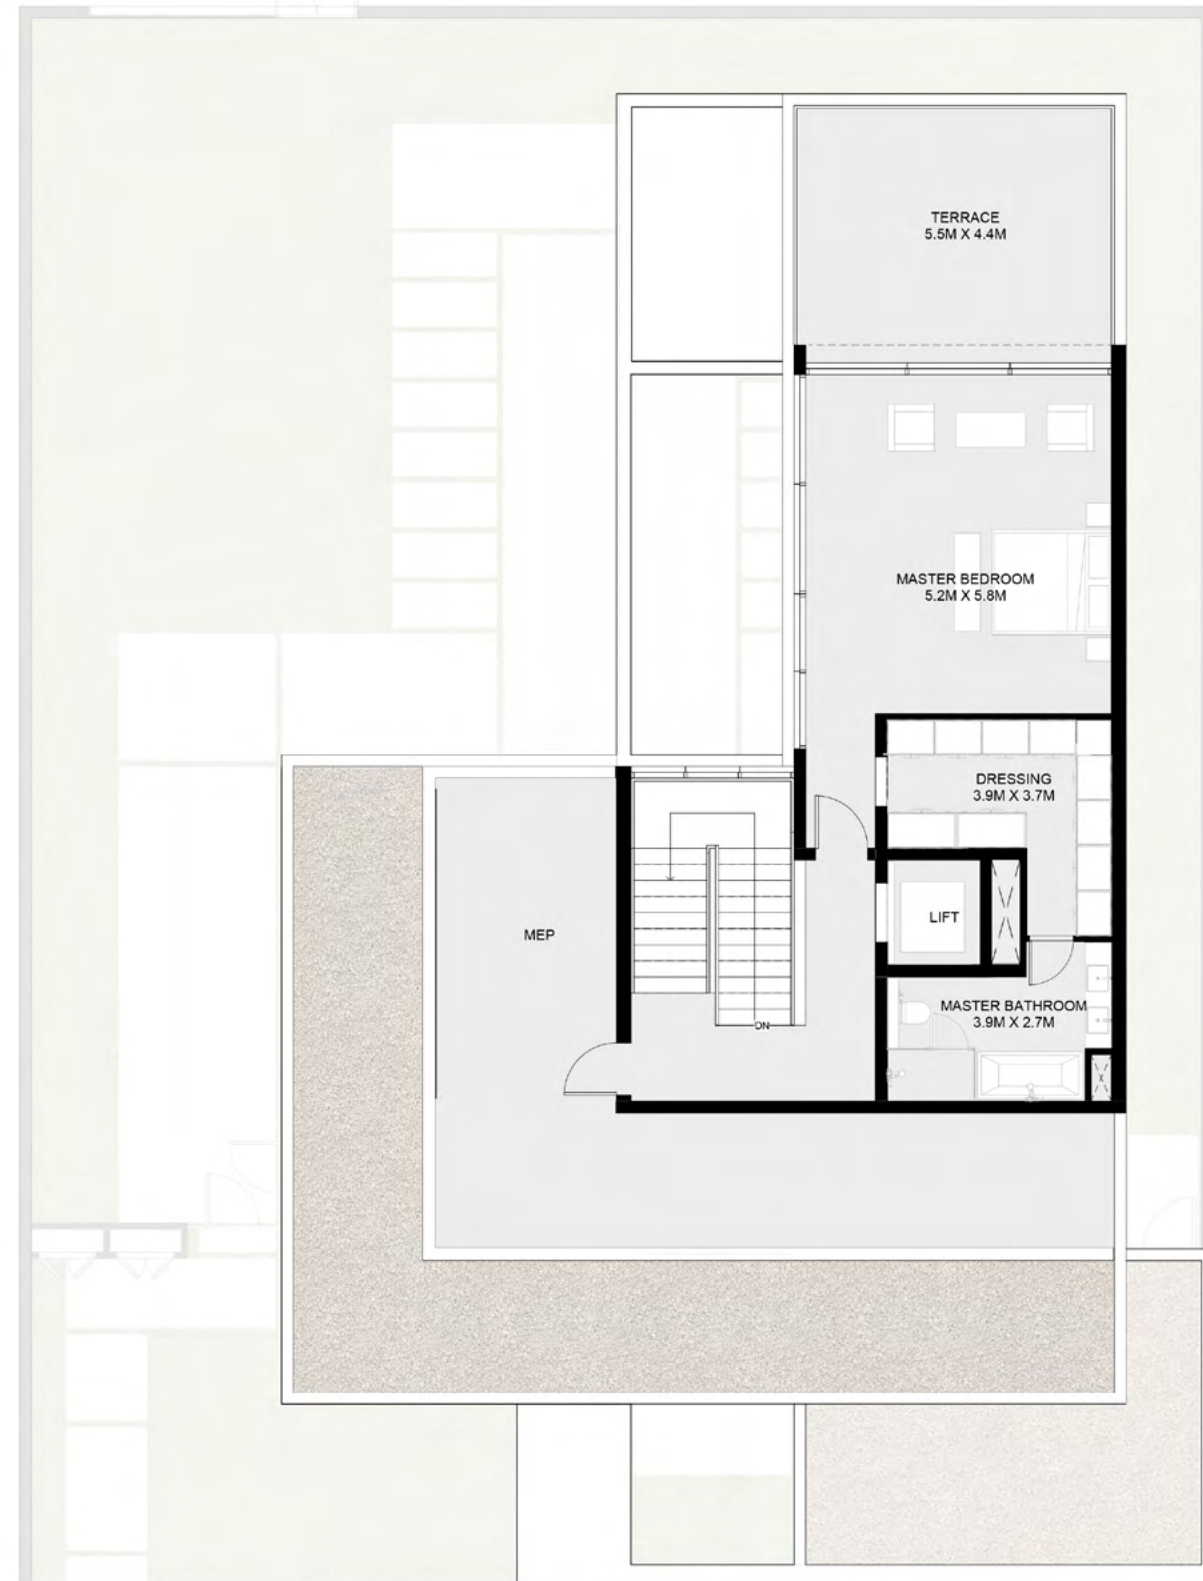 TERRACE
5.5M X 4.4M
MASTER BEDROOM
5.2M X 5.8M
DRESSING
3.9M X 3.7M
LIFT
MEP
MASTER BATHROOM
3.9M X 2.7M
DN